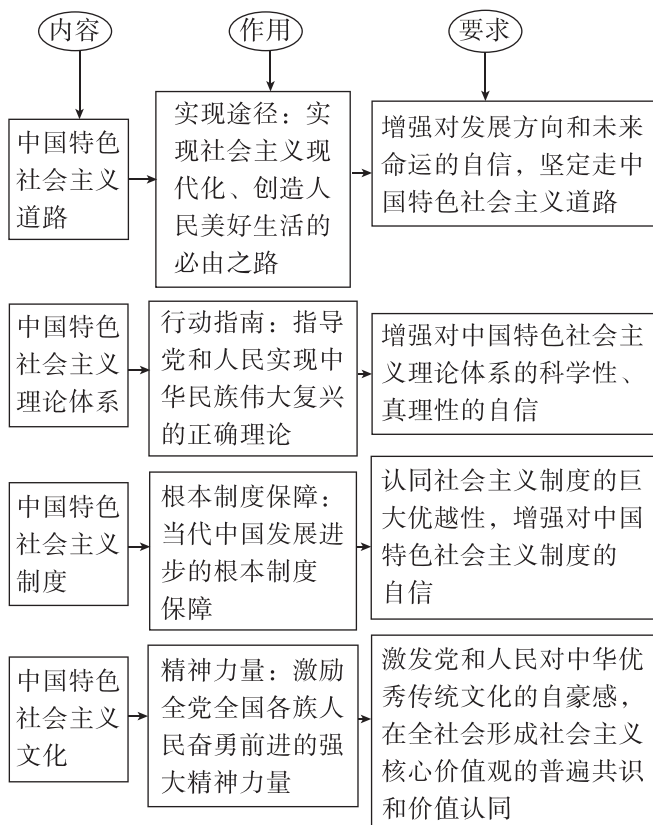 内容
作用
要求
中国特色
社会主义
道路
实现途径：实
现社会主义现
代化、创造人
民美好生活的
必由之路
增强对发展方向和未来
命运的自信，坚定走中
国特色社会主义道路
中国特色
社会主义
理论体系
行动指南：指导
党和人民实现中
华民族伟大复兴
的正确理论
增强对中国特色社会主
义理论体系的科学性、
真理性的自信
中国特色
社会主义
制度
根本制度保障：
当代中国发展进
步的根本制度
保障
认同社会主义制度的巨
大优越性，增强对中国
特色社会主义制度的
自信
中国特色
社会主义
文化
精神力量：激励
全党全国各族人
民奋勇前进的强
大精神力量
激发党和人民对中华优
秀传统文化的自豪感，
在全社会形成社会主义
核心价值观的普遍共识
和价值认同